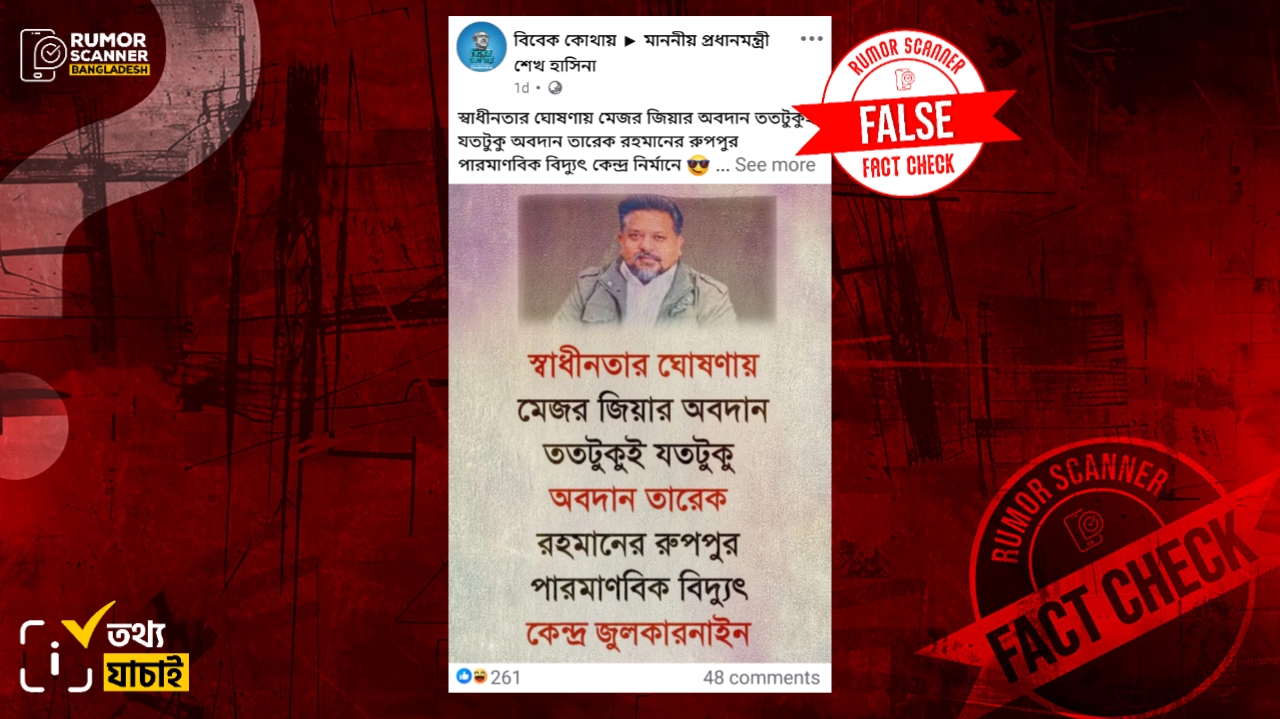 RUMOR
SCANNER
BANGLADESH
বিবেক কোথায় ▶ মাননীয় প্রধানমন্ত্রী
শেখ হাসিনা
1d
স্বাধীনতার ঘোষণায় মেজর জিয়ার অবদান ততটুকুই
যতটুকু অবদান তারেক রহমানের রুপপুর
পারমাণবিক বিদ্যুৎ কেন্দ্র নির্মানে 😎 ... See more
RUMOR SCANNER
FALSE
FACT CHECK
স্বাধীনতার ঘোষণায়
মেজর জিয়ার অবদান
ততটুকুই যতটুকু
অবদান তারেক
রহমানের রুপপুর
পারমাণবিক বিদ্যুৎ
কেন্দ্র জুলকারনাইন
261
48 comments
তথ্য
যাচাই
RUMOR SCANNER
FACT CHECK